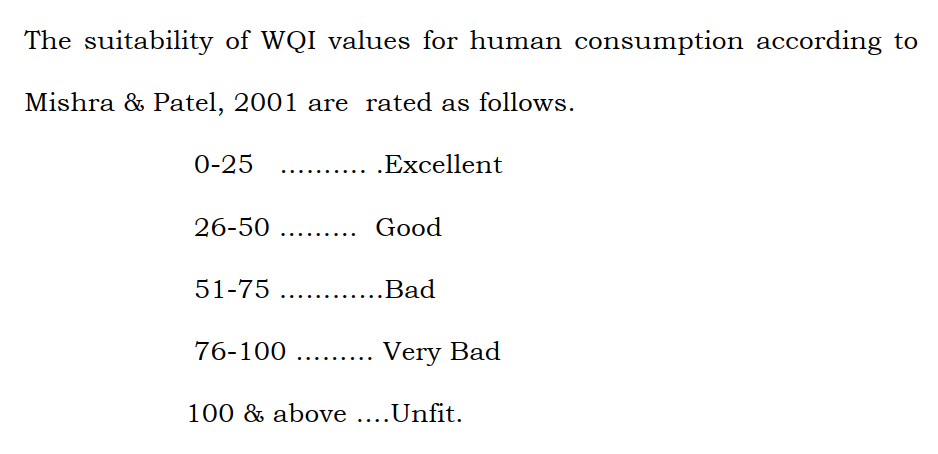 The suitability of WQI values for human consumption according to
Mishra & Patel, 2001 are rated as follows.
0-25 .......... .Excellent
26-50 ......... Good
51-75 ............Bad
76-100 ......... Very Bad
100 & above ....Unfit.